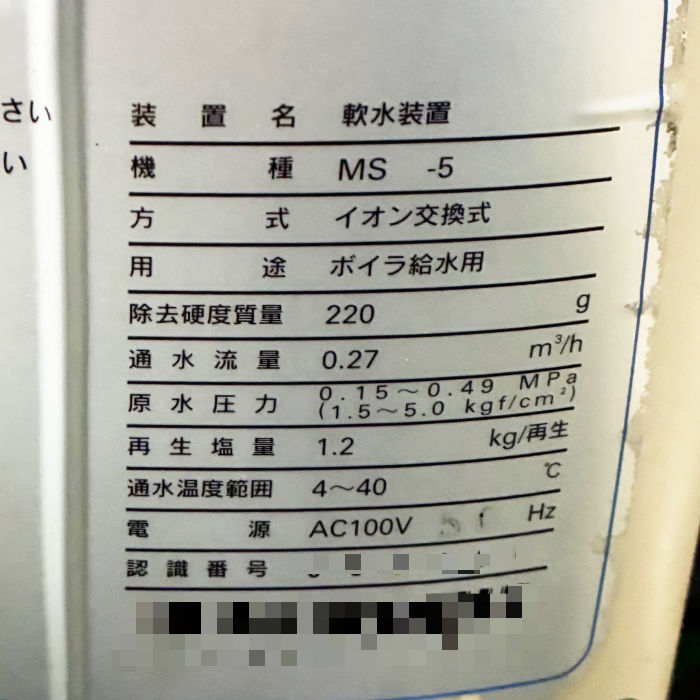 さい
い
装置名 軟水装置
機種 MS -5
方式 イオン交換式
用途 ボイラ給水用
除去硬度質量 220 g
通水流量 0.27 m³/h
原水圧力 0.15～0.49 MPa
(1.5～5.0 kgf/cm²)
再生塩量 1.2 kg/再生
通水温度範囲 4～40 ℃
電源 AC100V Hz
認識番号